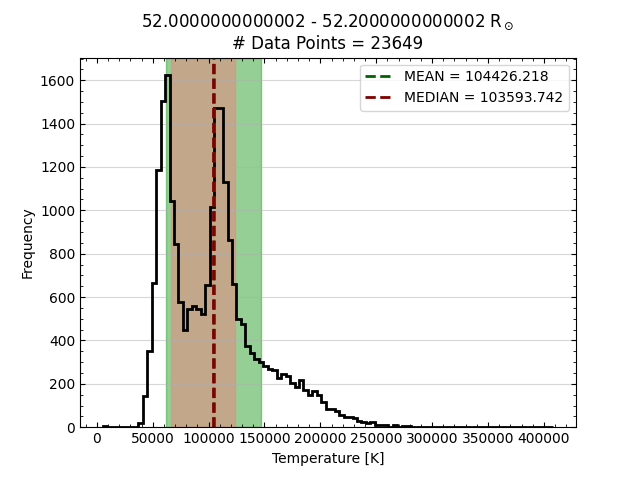 52.0000000000002 - 52.2000000000002 R⊙
# Data Points = 23649
MEAN = 104426.218
MEDIAN = 103593.742
Frequency
1600
1400
1200
1000
800
600
400
200
0
0 50000 100000 150000 200000 250000 300000 350000 400000
Temperature [K]